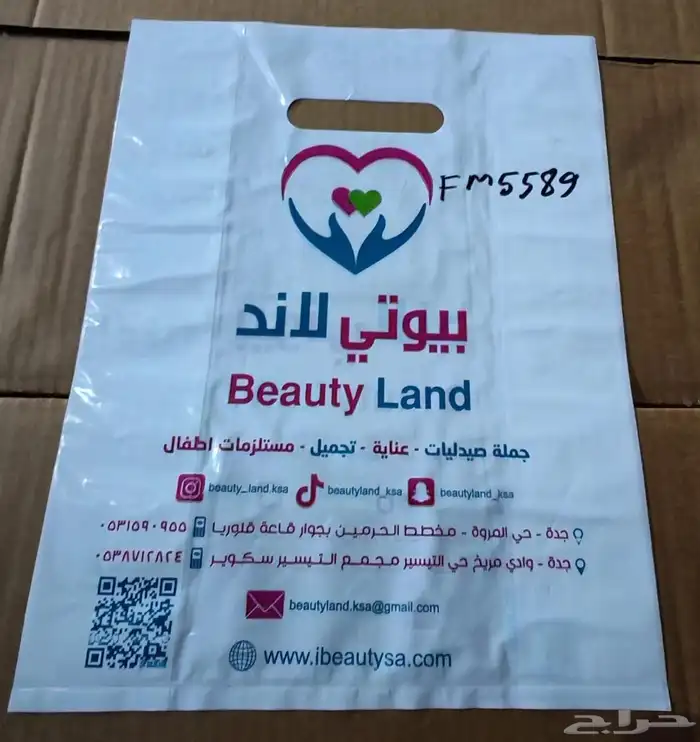 FM5589
بيوتي لاند
Beauty Land
جملة صيدليات - عناية - تجميل - مستلزمات اطفال
beauty_land.ksa beautyland_ksa beautyland_ksa
جدة - حي المروة - مخطط الحرمين بجوار قاعة قلوريا ٠٥٣١٥٩٠٩٥٥
جدة - وادي مريخ حي التيسير مجمع التيسير سكوير ٠٥٣٨٧١٢٨٢٤
beautyland.ksa@gmail.com
www.ibeautysa.com
حراج